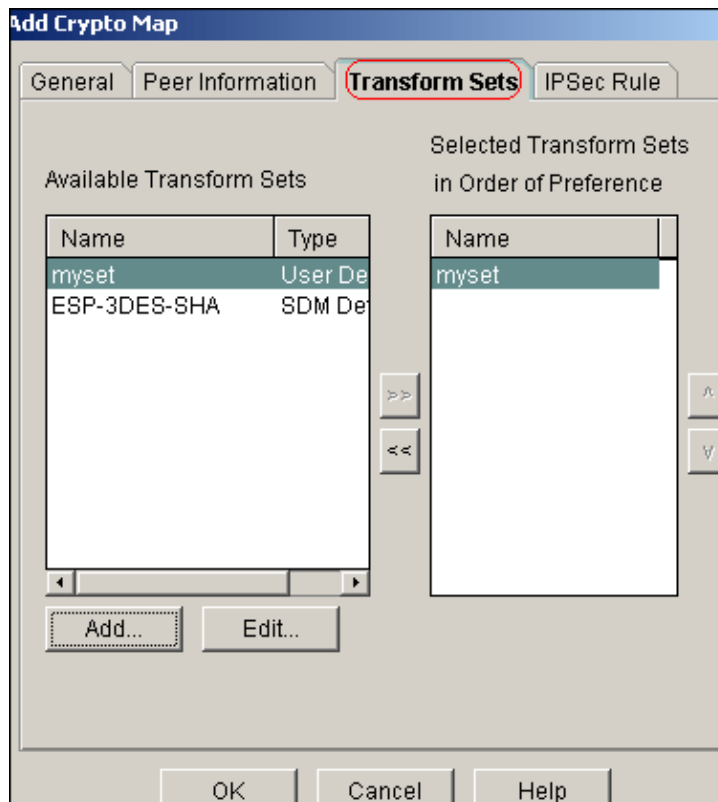 Add Crypto Map
General Peer Information Transform Sets IPSec Rule
Available Transform Sets
Selected Transform Sets
in Order of Preference
Name Type
myset User De
ESP-3DES-SHA SDM De
Name
myset
>>
<<
Add... Edit...
OK Cancel Help